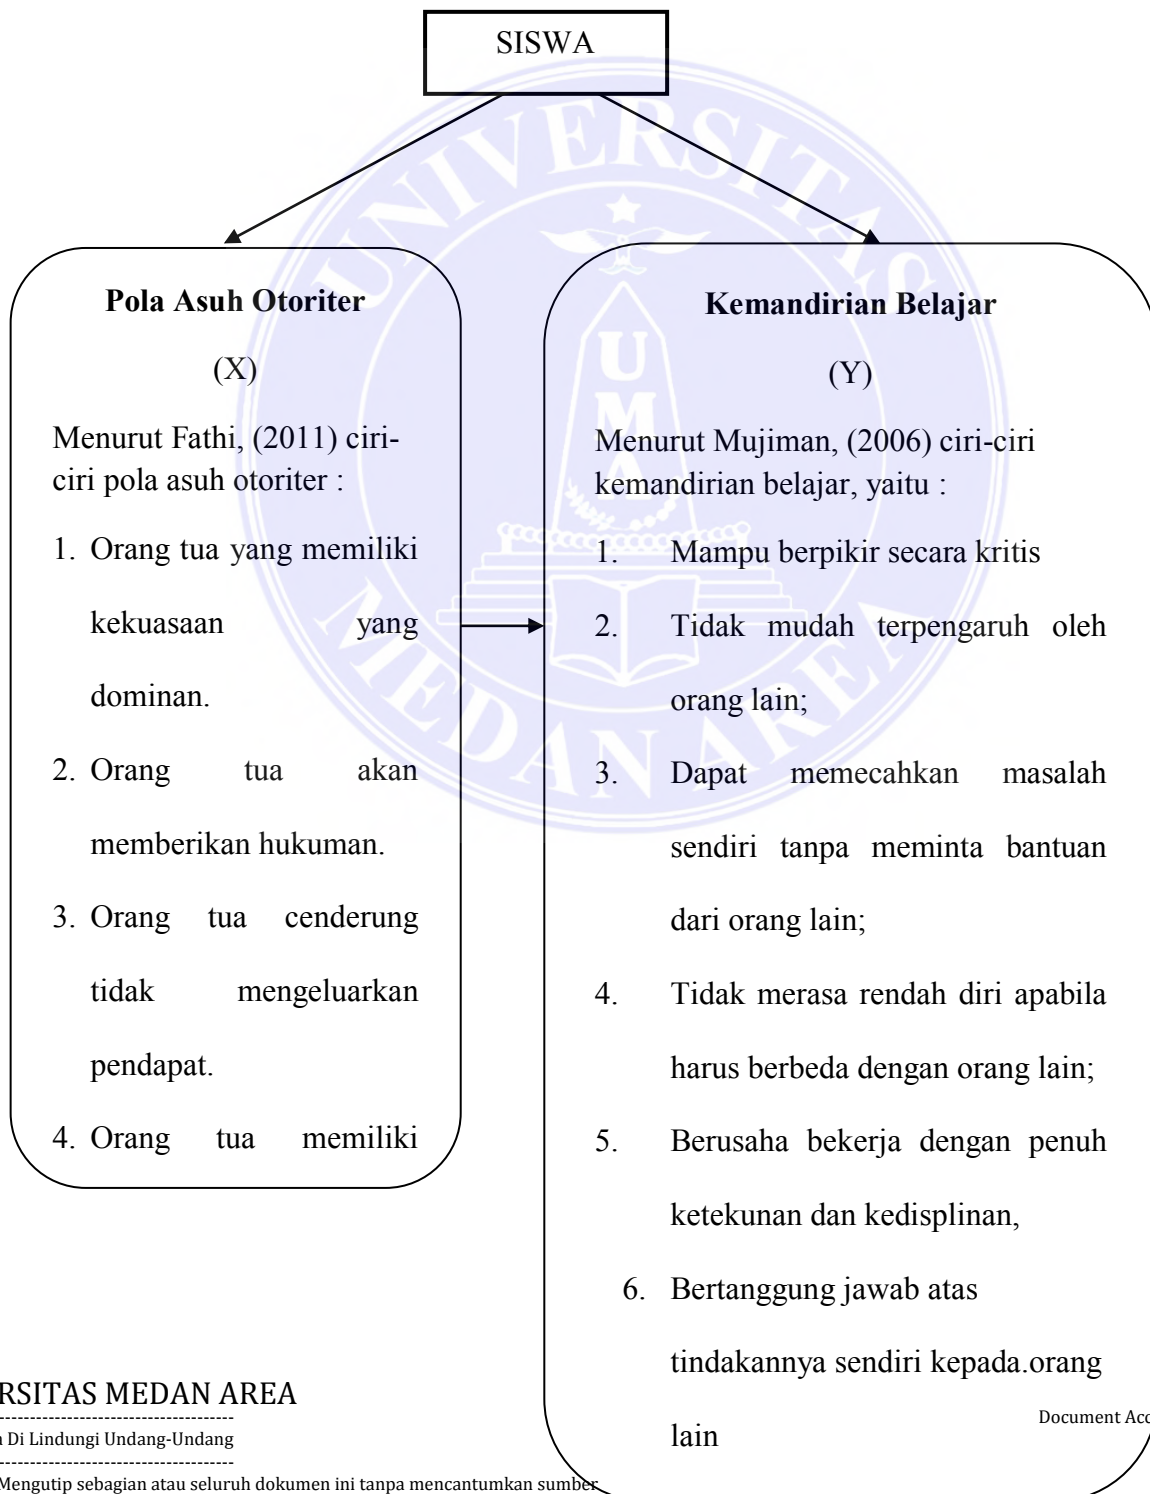 SISWA
Pola Asuh Otoriter
(X)
Menurut Fathi, (2011) ciri-
ciri pola asuh otoriter :
1. Orang tua yang memiliki
kekuasaan yang
dominan.
2. Orang tua akan
memberikan hukuman.
3. Orang tua cenderung
tidak mengeluarkan
pendapat.
4. Orang tua memiliki
Kemandirian Belajar
(Y)
Menurut Mujiman, (2006) ciri-ciri
kemandirian belajar, yaitu :
1. Mampu berpikir secara kritis
2. Tidak mudah terpengaruh oleh
orang lain;
3. Dapat memecahkan masalah
sendiri tanpa meminta bantuan
dari orang lain;
4. Tidak merasa rendah diri apabila
harus berbeda dengan orang lain;
5. Berusaha bekerja dengan penuh
ketekunan dan kedisplinan,
6. Bertanggung jawab atas
tindakannya sendiri kepada.orang
lain
UNIVERSITAS
MEDAN AREA
U
M
A
RSITAS MEDAN AREA
Di Lindungi Undang-Undang
Mengutip sebagian atau seluruh dokumen ini tanpa mencantumkan sumber
Document Acc